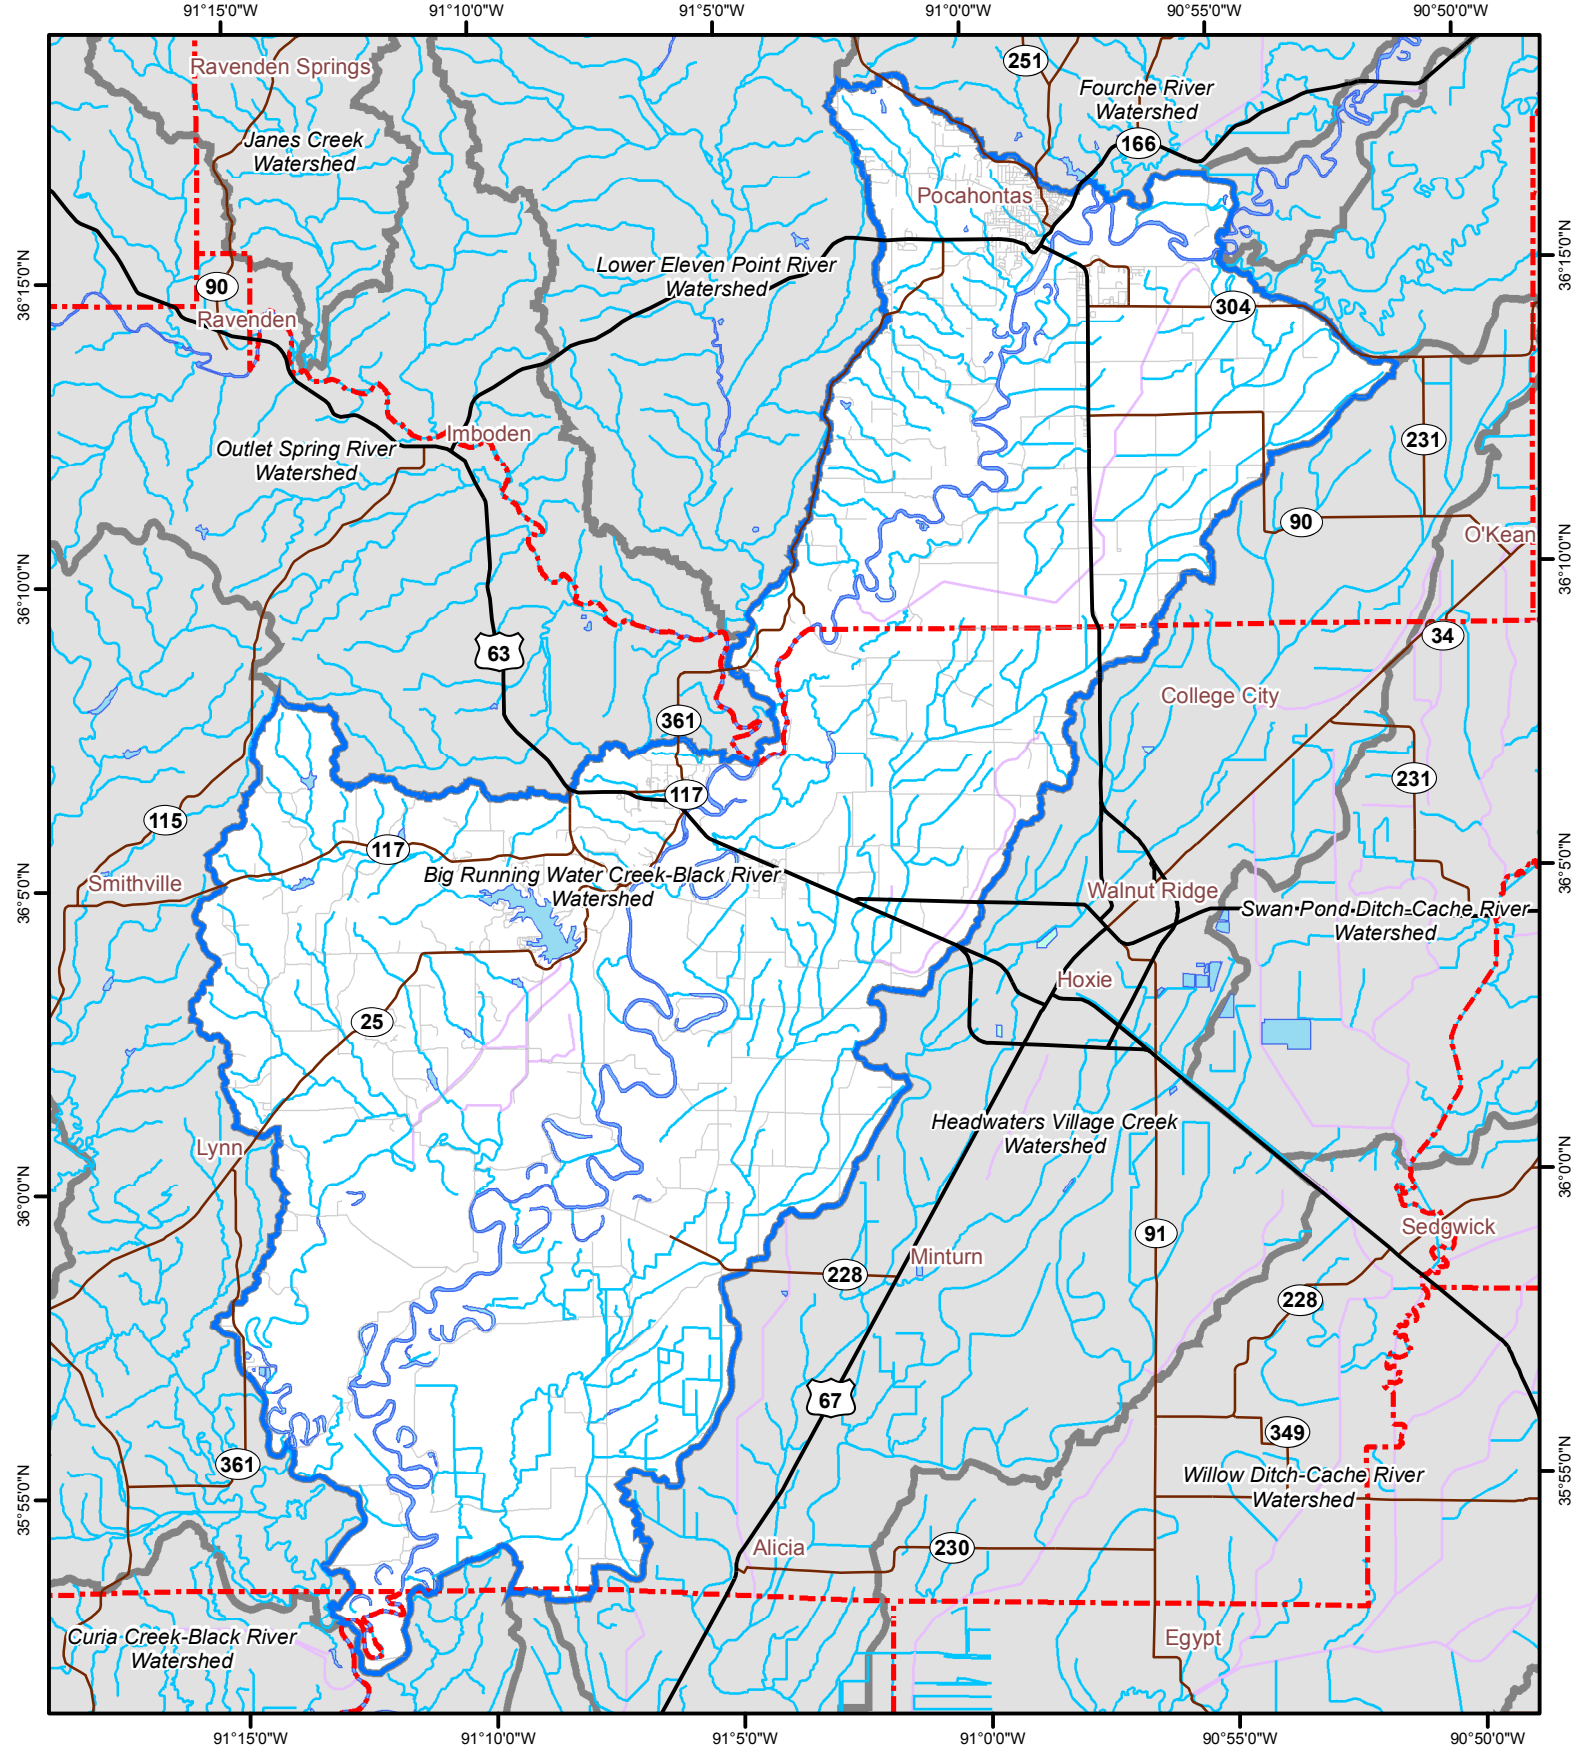 91°15'0"W
91°10'0"W
91°5'0"W
91°0'0"W
90°55'0"W
90°50'0"W
251
Ravenden Springs
Fourche River
Watershed
Janes Creek
Watershed
166
Pocahontas
36°15'0"N
36°15'0"N
Lower Eleven Point River
Watershed
90
304
Ravenden
Imboden
Outlet Spring River
Watershed
231
90
O'Kean
36°10'0"N
36°10'0"N
34
63
College City
361
231
117
115
117
36°5'0"N
36°5'0"N
Smithville
Big Running Water Creek-Black River
Watershed
Walnut Ridge
Swan Pond Ditch-Cache River
Watershed
Hoxie
25
Headwaters Village Creek
Watershed
Lynn
36°0'0"N
36°0'0"N
91
Sedgwick
Minturn
228
228
67
349
361
Willow Ditch-Cache River
Watershed
35°55'0"N
35°55'0"N
Alicia
230
Curia Creek-Black River
Watershed
Egypt
91°15'0"W
91°10'0"W
91°5'0"W
91°0'0"W
90°55'0"W
90°50'0"W